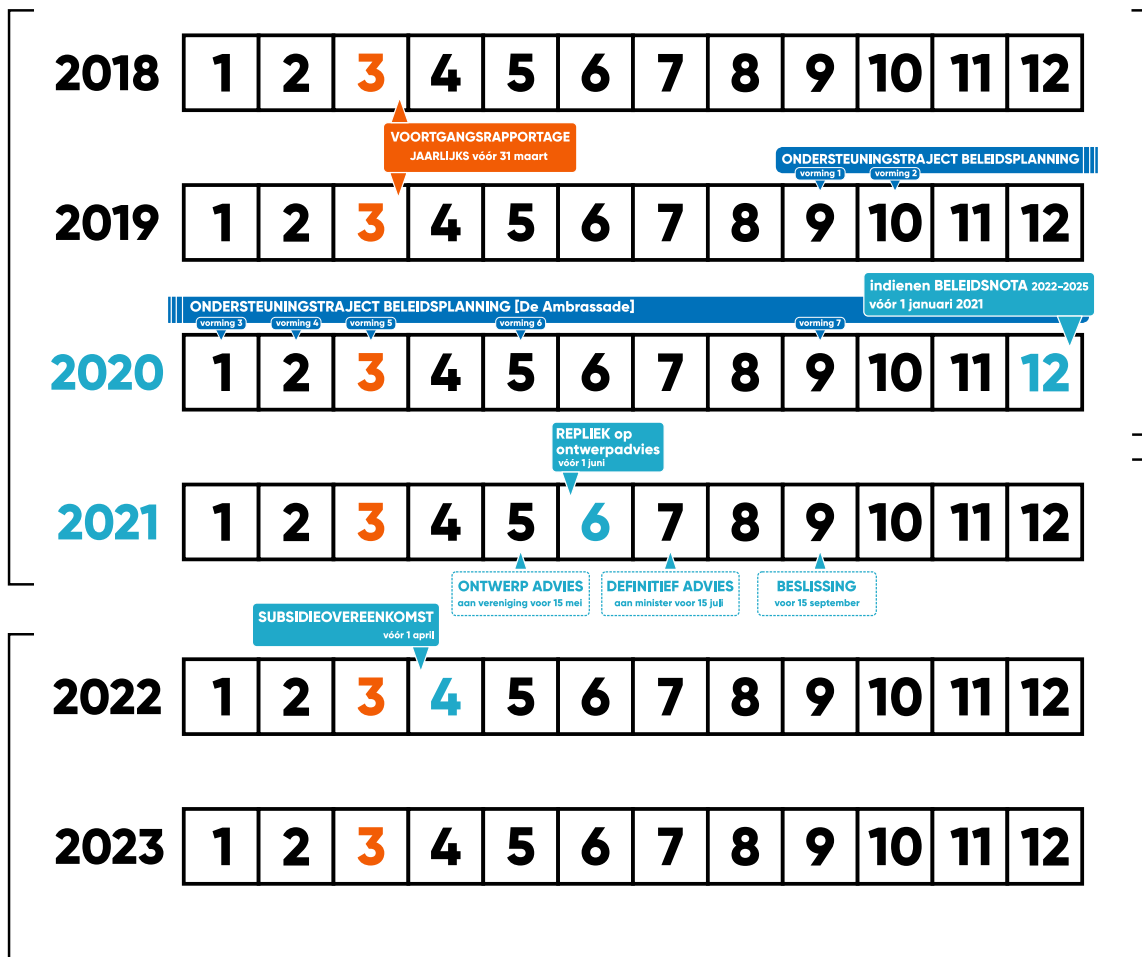 2018 1 2 3 4 5 6 7 8 9 10 11 12
VOORTGANGSRAPPORTAGE
JAARLIJKS vóór 31 maart
ONDERSTEUNINGSTRAJECT BELEIDSPLANNING
vorming 1 vorming 2
2019 1 2 3 4 5 6 7 8 9 10 11 12
indienen BELEIDSNOTA 2022-2025
vóór 1 januari 2021
ONDERSTEUNINGSTRAJECT BELEIDSPLANNING [De Ambrassade]
vorming 3 vorming 4 vorming 5 vorming 6 vorming 7
2020 1 2 3 4 5 6 7 8 9 10 11 12
REPLIEK op
ontwerpadvies
vóór 1 juni
2021 1 2 3 4 5 6 7 8 9 10 11 12
ONTWERP ADVIES
aan vereniging voor 15 mei
DEFINITIEF ADVIES
aan minister voor 15 juli
BESLISSING
voor 15 september
SUBSIDIEOVEREENKOMST
vóór 1 april
2022 1 2 3 4 5 6 7 8 9 10 11 12
2023 1 2 3 4 5 6 7 8 9 10 11 12